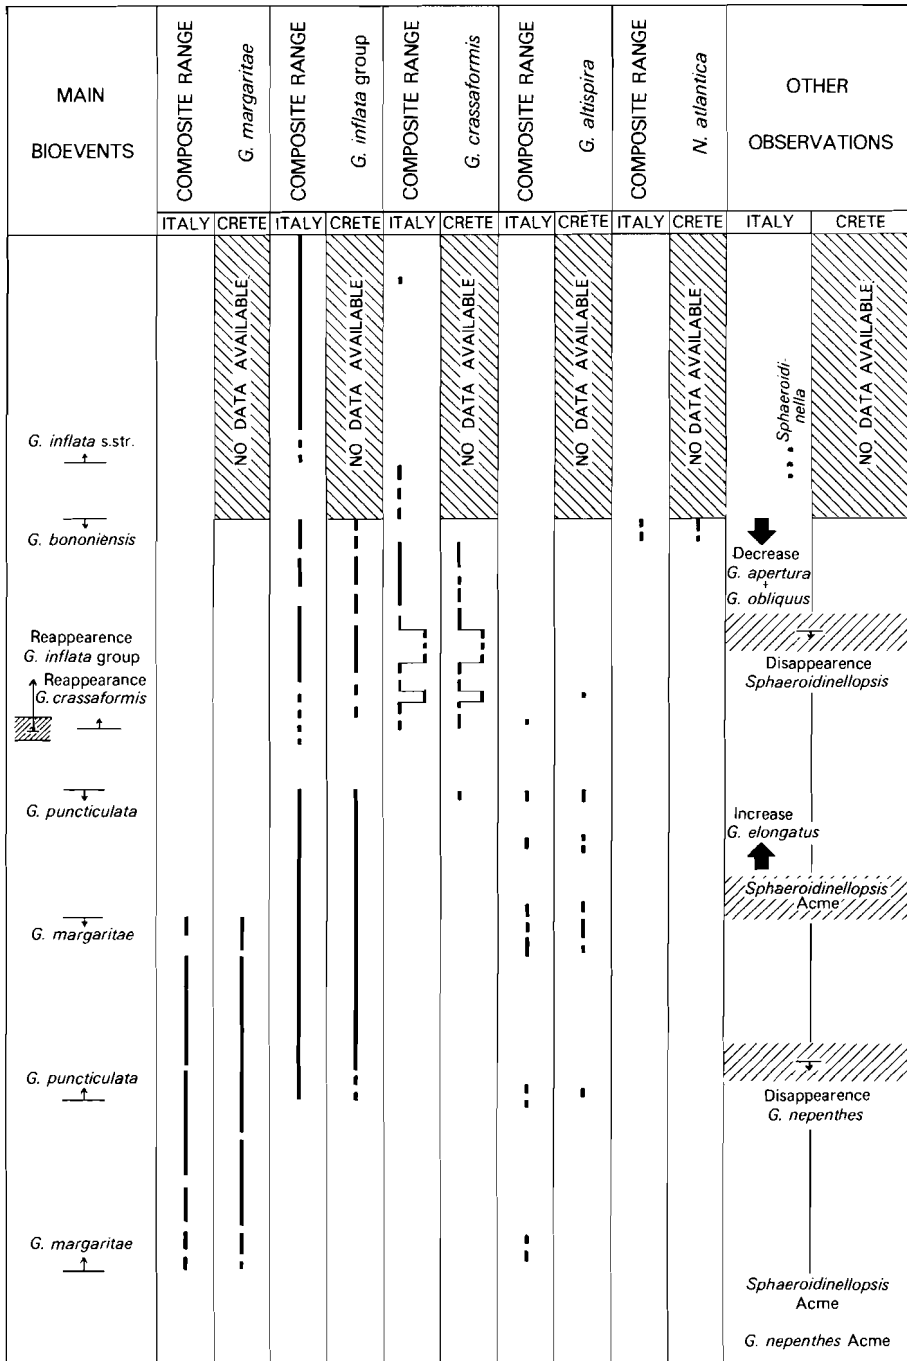 MAIN
BIOEVENTS
COMPOSITE RANGE
G. margaritae
COMPOSITE RANGE
G. inflata group
COMPOSITE RANGE
G. crassaformis
COMPOSITE RANGE
G. altispira
COMPOSITE RANGE
N. atlantica
OTHER
OBSERVATIONS
ITALY CRETE ITALY CRETE ITALY CRETE ITALY CRETE ITALY CRETE ITALY CRETE
NO DATA AVAILABLE
NO DATA AVAILABLE
NO DATA AVAILABLE
NO DATA AVAILABLE
NO DATA AVAILABLE
Sphaeroidi-
nella
NO DATA AVAILABLE
G. inflata s.str.
G. bononiensis
Decrease
G. apertura
+
G. obliquus
Reappearence
G. inflata group
Reappearance
G. crassaformis
Disappearence
Sphaeroidinellopsis
G. puncticulata
Increase
G. elongatus
Sphaeroidinellopsis
Acme
G. margaritae
G. puncticulata
Disappearence
G. nepenthes
G. margaritae
Sphaeroidinellopsis
Acme
G. nepenthes Acme